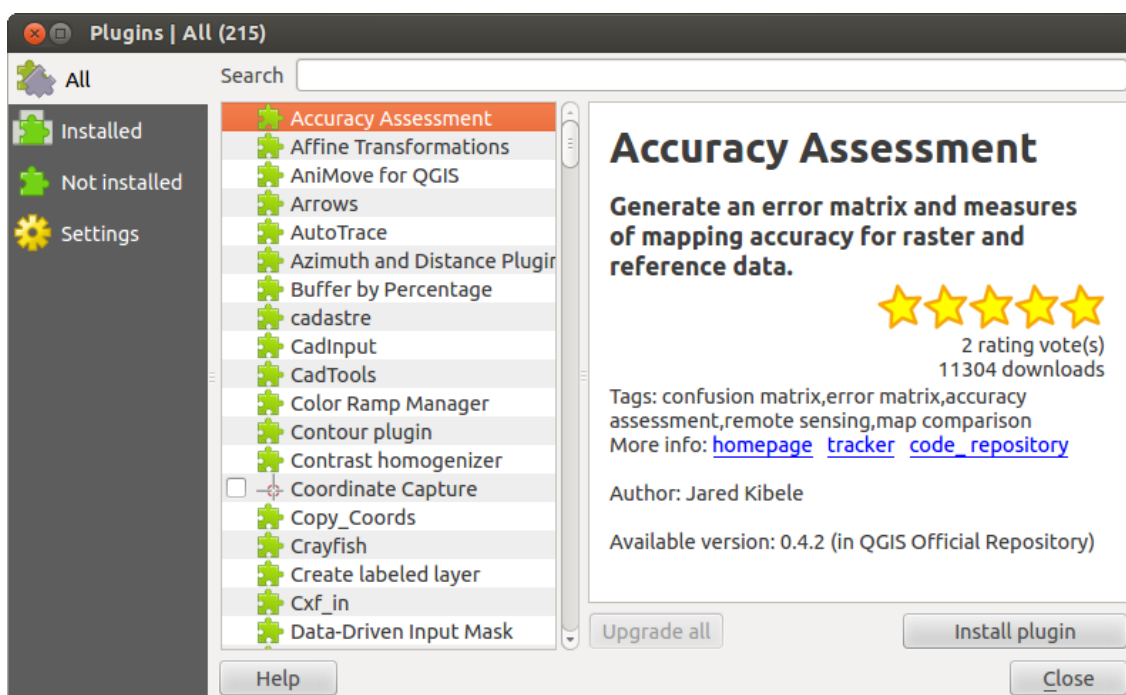 Plugins | All (215)
All
Installed
Not installed
Settings
Search
Accuracy Assessment
Affine Transformations
AniMove for QGIS
Arrows
AutoTrace
Azimuth and Distance Plugin
Buffer by Percentage
cadastre
CadInput
CadTools
Color Ramp Manager
Contour plugin
Contrast homogenizer
Coordinate Capture
Copy_Coords
Crayfish
Create labeled layer
Cxf_in
Data-Driven Input Mask
Accuracy Assessment
Generate an error matrix and measures
of mapping accuracy for raster and
reference data.
2 rating vote(s)
11304 downloads
Tags: confusion matrix,error matrix,accuracy
assessment,remote sensing,map comparison
More info: homepage tracker code_repository
Author: Jared Kibele
Available version: 0.4.2 (in QGIS Official Repository)
Upgrade all
Install plugin
Help
Close